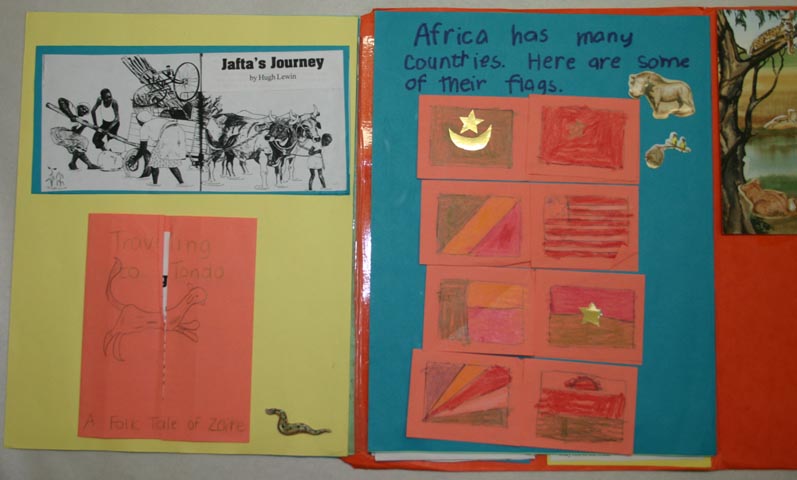 Traveling
to Tondo
A Folk Tale of Zaire
Jafta's Journey
by Hugh Lewin
Africa has many
Counties. Here are some
of their flags.